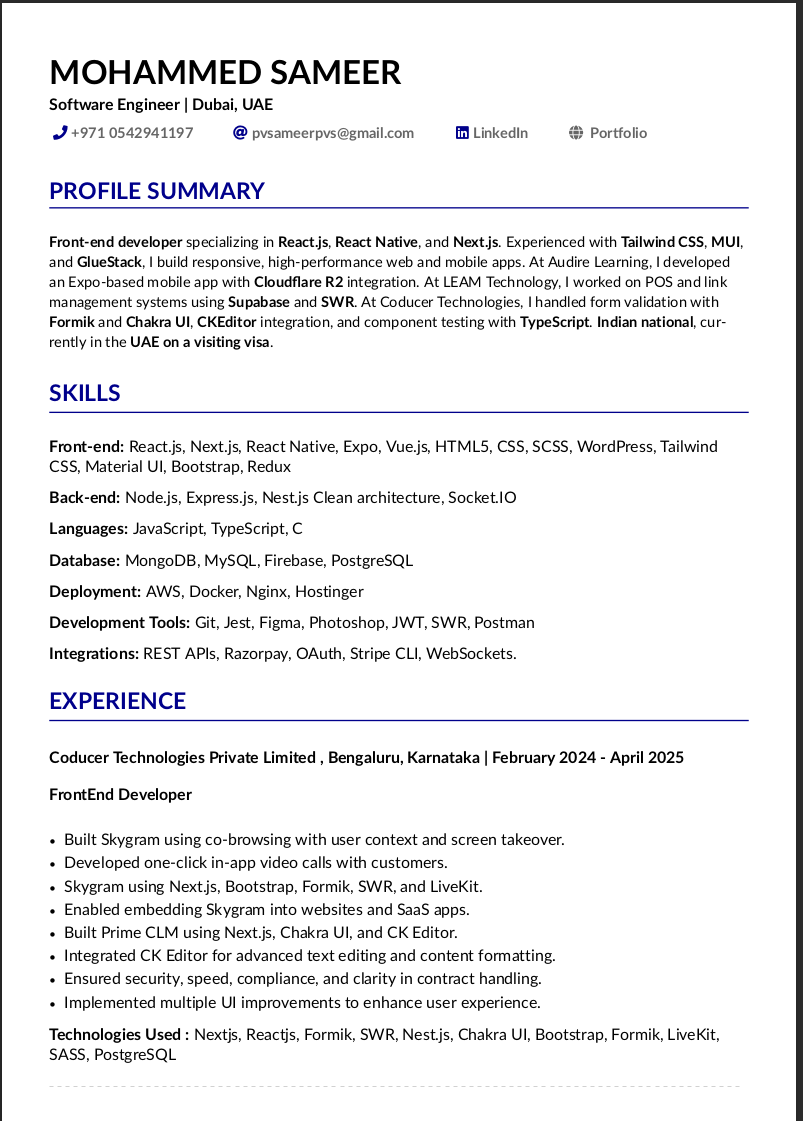 MOHAMMED SAMEER
Software Engineer | Dubai, UAE
+971 0542941197 pvsameerpvs@gmail.com LinkedIn Portfolio
PROFILE SUMMARY
Front-end developer specializing in React.js, React Native, and Next.js. Experienced with Tailwind CSS, MUI,
and GlueStack, I build responsive, high-performance web and mobile apps. At Audire Learning, I developed
an Expo-based mobile app with Cloudflare R2 integration. At LEAM Technology, I worked on POS and link
management systems using Supabase and SWR. At Coducer Technologies, I handled form validation with
Formik and Chakra UI, CKEditor integration, and component testing with TypeScript. Indian national, cur-
rently in the UAE on a visiting visa.
SKILLS
Front-end: React.js, Next.js, React Native, Expo, Vue.js, HTML5, CSS, SCSS, WordPress, Tailwind
CSS, Material UI, Bootstrap, Redux
Back-end: Node.js, Express.js, Nest.js Clean architecture, Socket.IO
Languages: JavaScript, TypeScript, C
Database: MongoDB, MySQL, Firebase, PostgreSQL
Deployment: AWS, Docker, Nginx, Hostinger
Development Tools: Git, Jest, Figma, Photoshop, JWT, SWR, Postman
Integrations: REST APIs, Razorpay, OAuth, Stripe CLI, WebSockets.
EXPERIENCE
Coducer Technologies Private Limited , Bengaluru, Karnataka | February 2024 - April 2025
FrontEnd Developer
• Built Skygram using co-browsing with user context and screen takeover.
• Developed one-click in-app video calls with customers.
• Skygram using Next.js, Bootstrap, Formik, SWR, and LiveKit.
• Enabled embedding Skygram into websites and SaaS apps.
• Built Prime CLM using Next.js, Chakra UI, and CK Editor.
• Integrated CK Editor for advanced text editing and content formatting.
• Ensured security, speed, compliance, and clarity in contract handling.
• Implemented multiple UI improvements to enhance user experience.
Technologies Used : Nextjs, Reactjs, Formik, SWR, Nest.js, Chakra UI, Bootstrap, Formik, LiveKit,
SASS, PostgreSQL